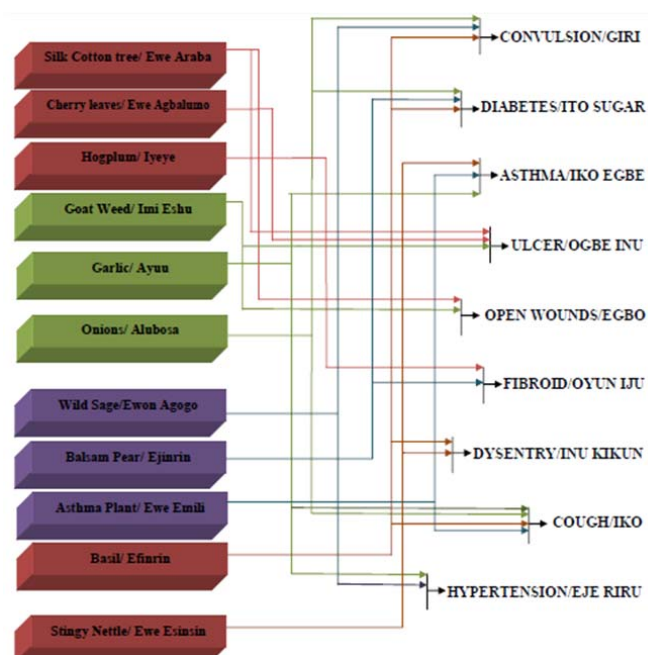 Silk Cotton tree/ Ewe Araba
Cherry leaves/ Ewe Agbalumo
Hogplum/ Iyeye
Goat Weed/ Imi Eshu
Garlic/ Ayuu
Onions/ Alubosa
Wild Sage/Ewon Agogo
Balsam Pear/ Ejinrin
Asthma Plant/ Ewe Emili
Basil/ Efinrin
Stingy Nettle/ Ewe Esinsin
CONVULSION/GIRI
DIABETES/ITO SUGAR
ASTHMA/IKO EGBE
ULCER/OGBE INU
OPEN WOUNDS/EGBO
FIBROID/OYUN IJU
DYSENTRY/INU KIKUN
COUGH/IKO
HYPERTENSION/EJE RIRU